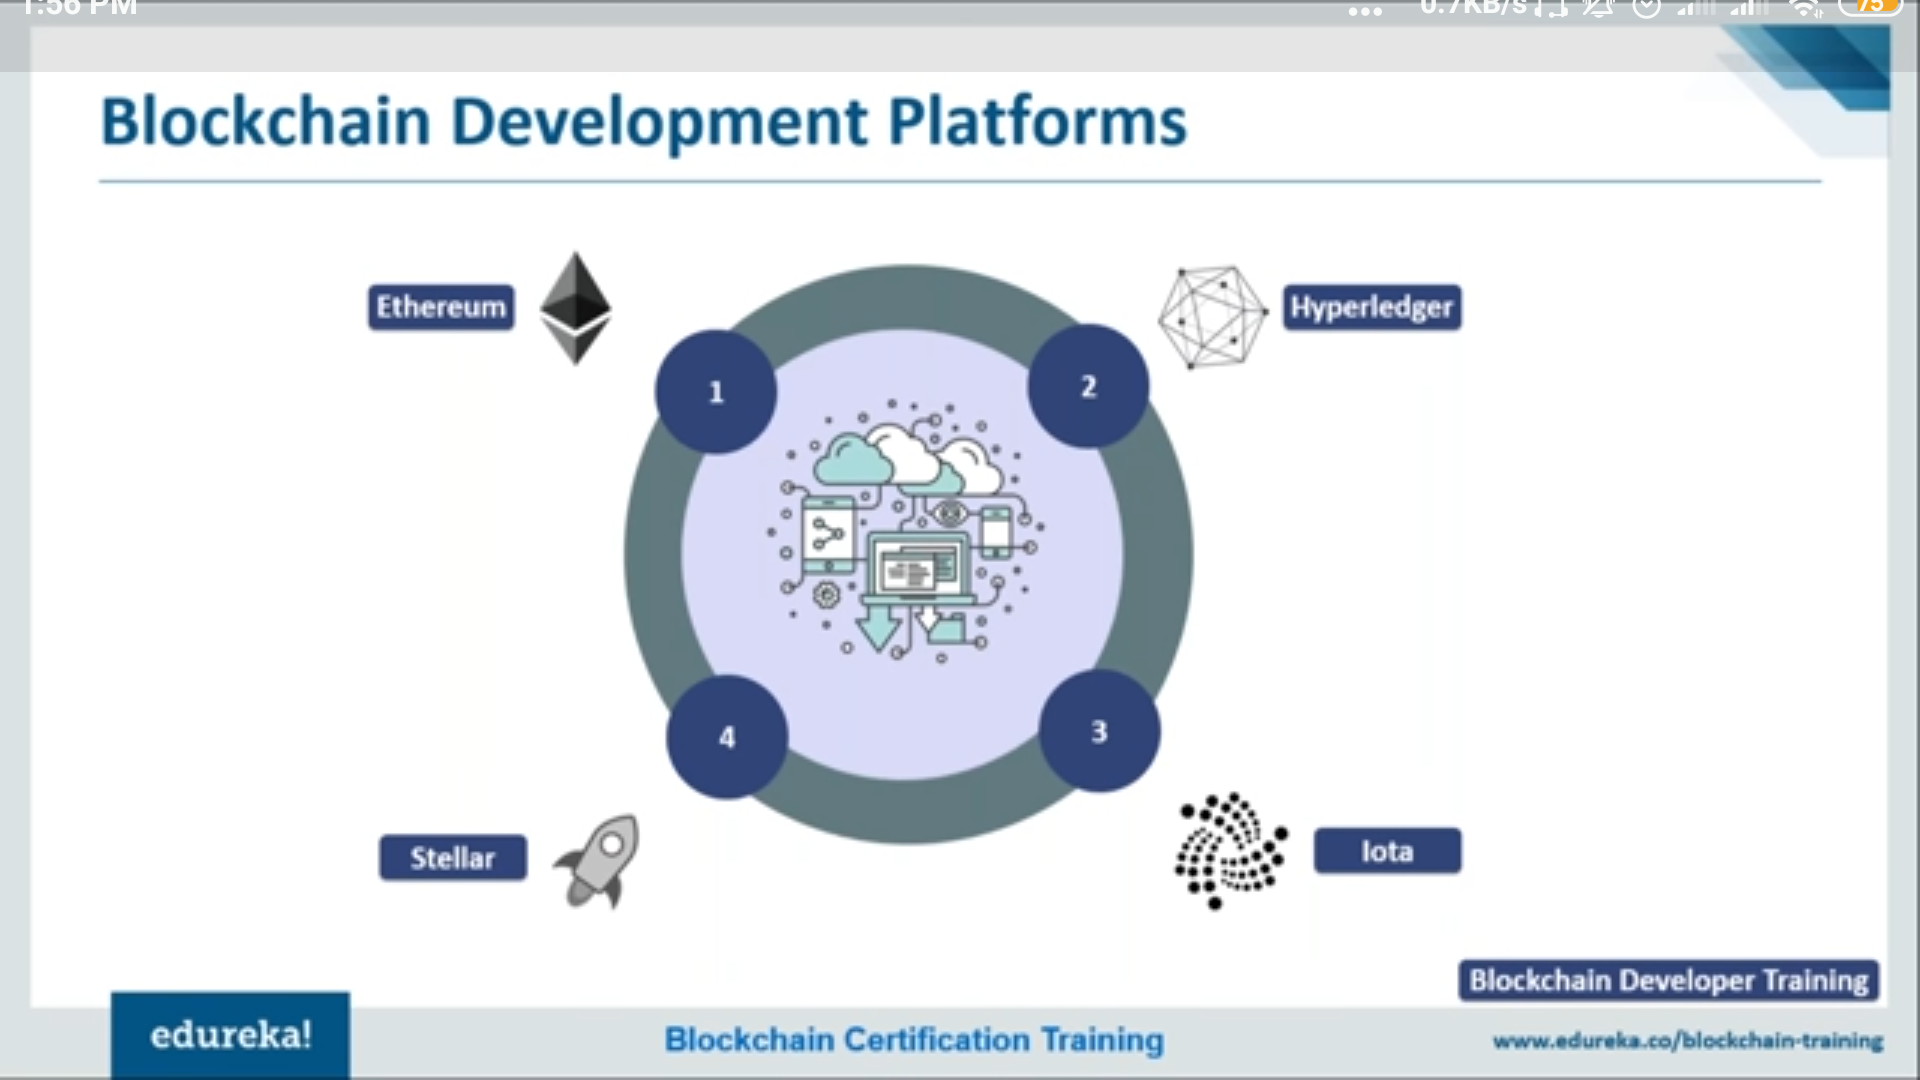 1:56 PM
0.7KB/s
75
Blockchain Development Platforms
Ethereum
Hyperledger
1
2
4
3
Stellar
Iota
Blockchain Developer Training
edureka!
Blockchain Certification Training
www.edureka.co/blockchain-training